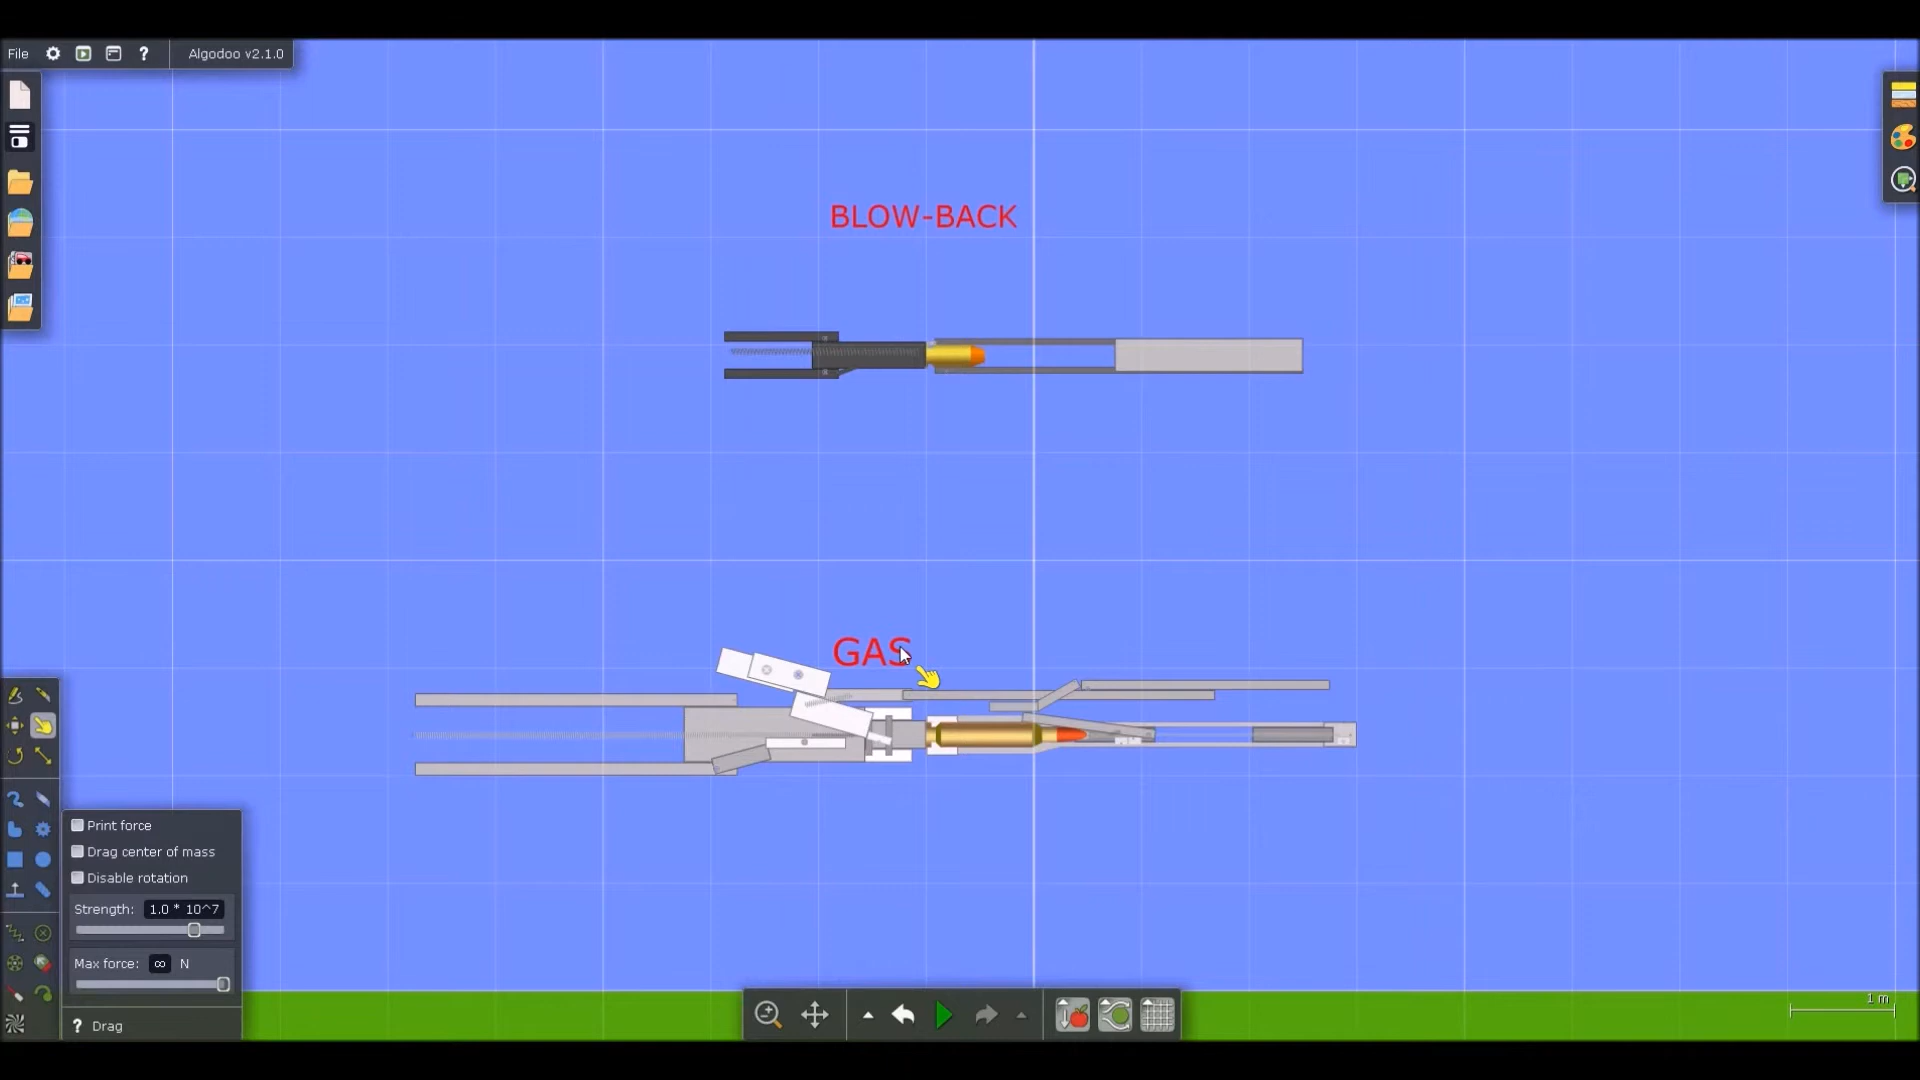 File ? Algodoo v2.1.0
BLOW-BACK
GAS
Print force
Drag center of mass
Disable rotation
Strength: 1.0 * 10^7
Max force: ∞ N
? Drag
1 m